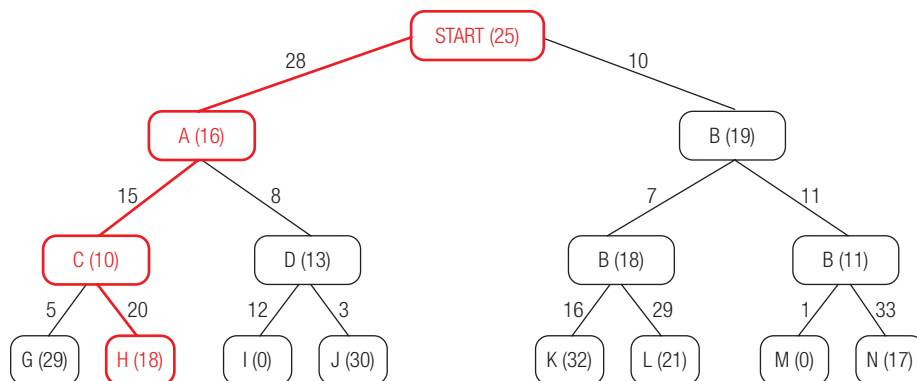 START (25)
28 10
A (16) B (19)
15 8 7 11
C (10) D (13) B (18) B (11)
5 20 12 3 16 29 1 33
G (29) H (18) I (0) J (30) K (32) L (21) M (0) N (17)